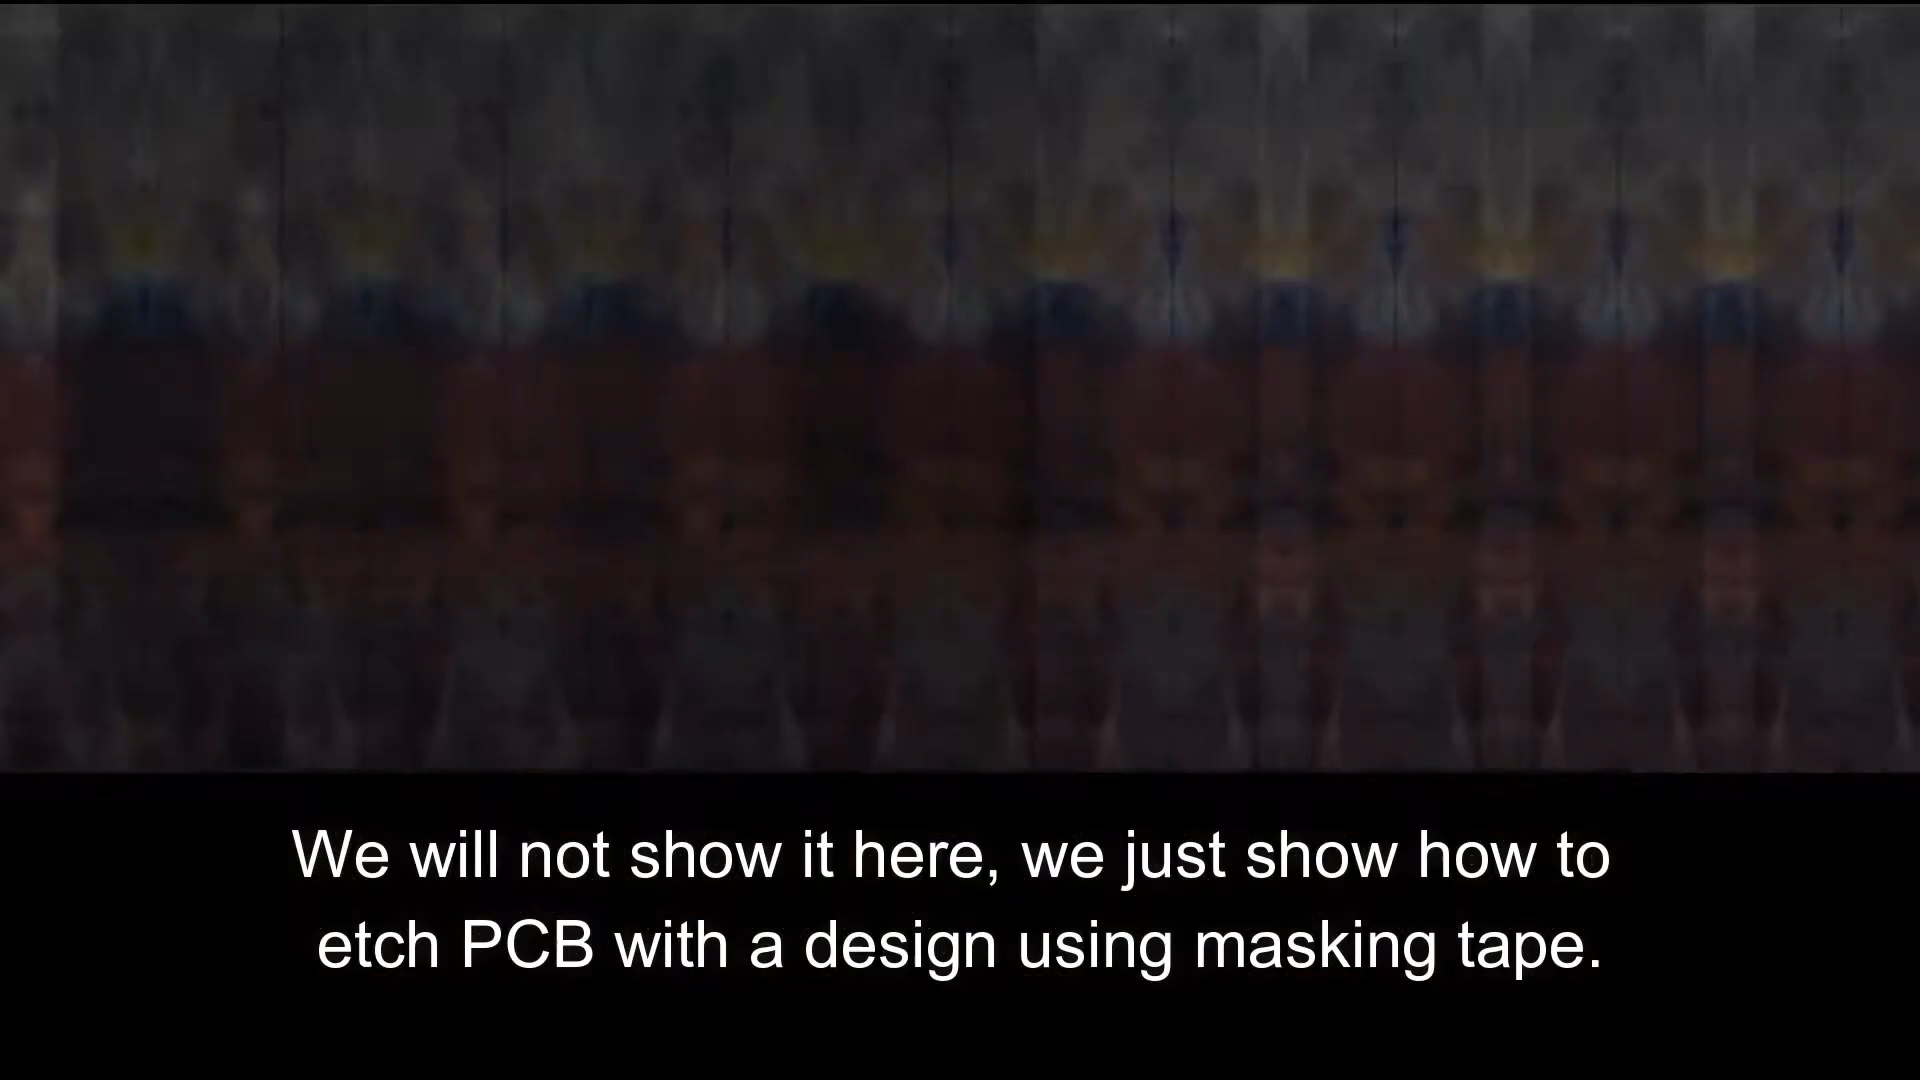 We will not show it here, we just show how to
etch PCB with a design using masking tape.